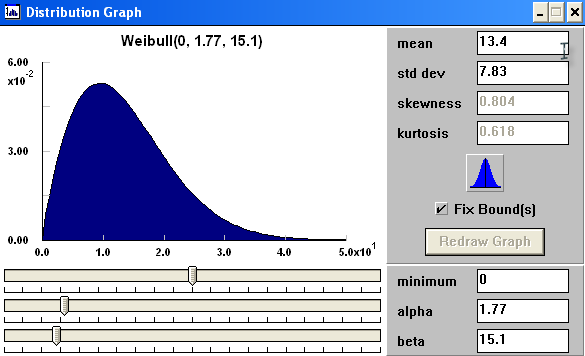 Distribution Graph
Weibull(0, 1.77, 15.1)
6.00
x10⁻²
3.00
0.00
0.0 1.0 2.0 3.0 4.0 5.0x10¹
mean 13.4
std dev 7.83
skewness 0.804
kurtosis 0.618
Fix Bound(s)
Redraw Graph
minimum 0
alpha 1.77
beta 15.1